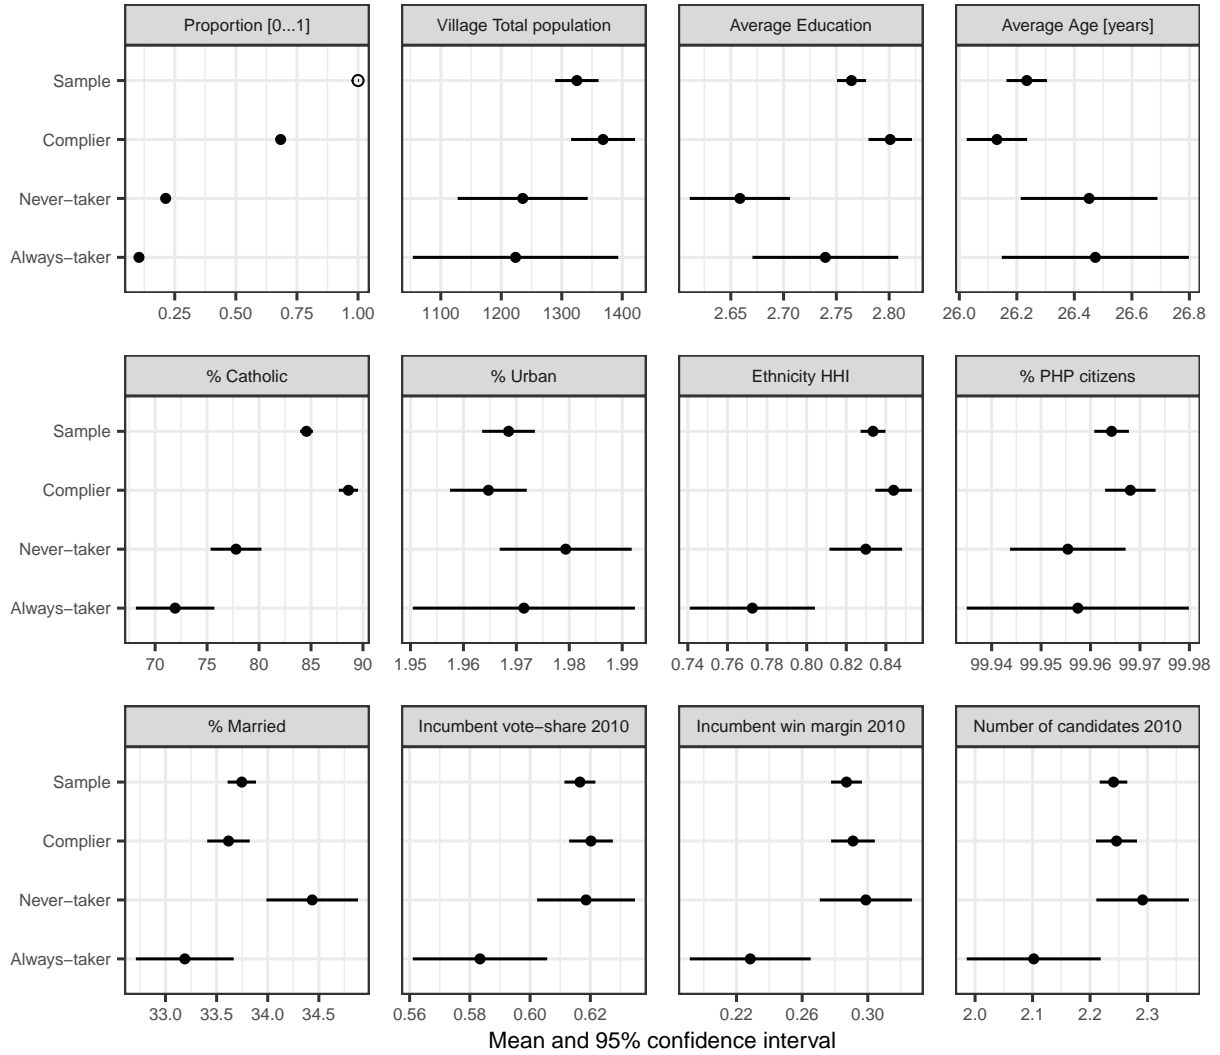 Proportion [0...1] Village Total population Average Education Average Age [years]
Sample
Complier
Never−taker
Always−taker
0.25 0.50 0.75 1.00 1100 1200 1300 1400 2.65 2.70 2.75 2.80 26.0 26.2 26.4 26.6 26.8
% Catholic % Urban Ethnicity HHI % PHP citizens
Sample
Complier
Never−taker
Always−taker
70 75 80 85 90 1.95 1.96 1.97 1.98 1.99 0.74 0.76 0.78 0.80 0.82 0.84 99.94 99.95 99.96 99.97 99.98
% Married Incumbent vote−share 2010 Incumbent win margin 2010 Number of candidates 2010
Sample
Complier
Never−taker
Always−taker
33.0 33.5 34.0 34.5 0.56 0.58 0.60 0.62 0.22 0.26 0.30 2.0 2.1 2.2 2.3
Mean and 95% confidence interval